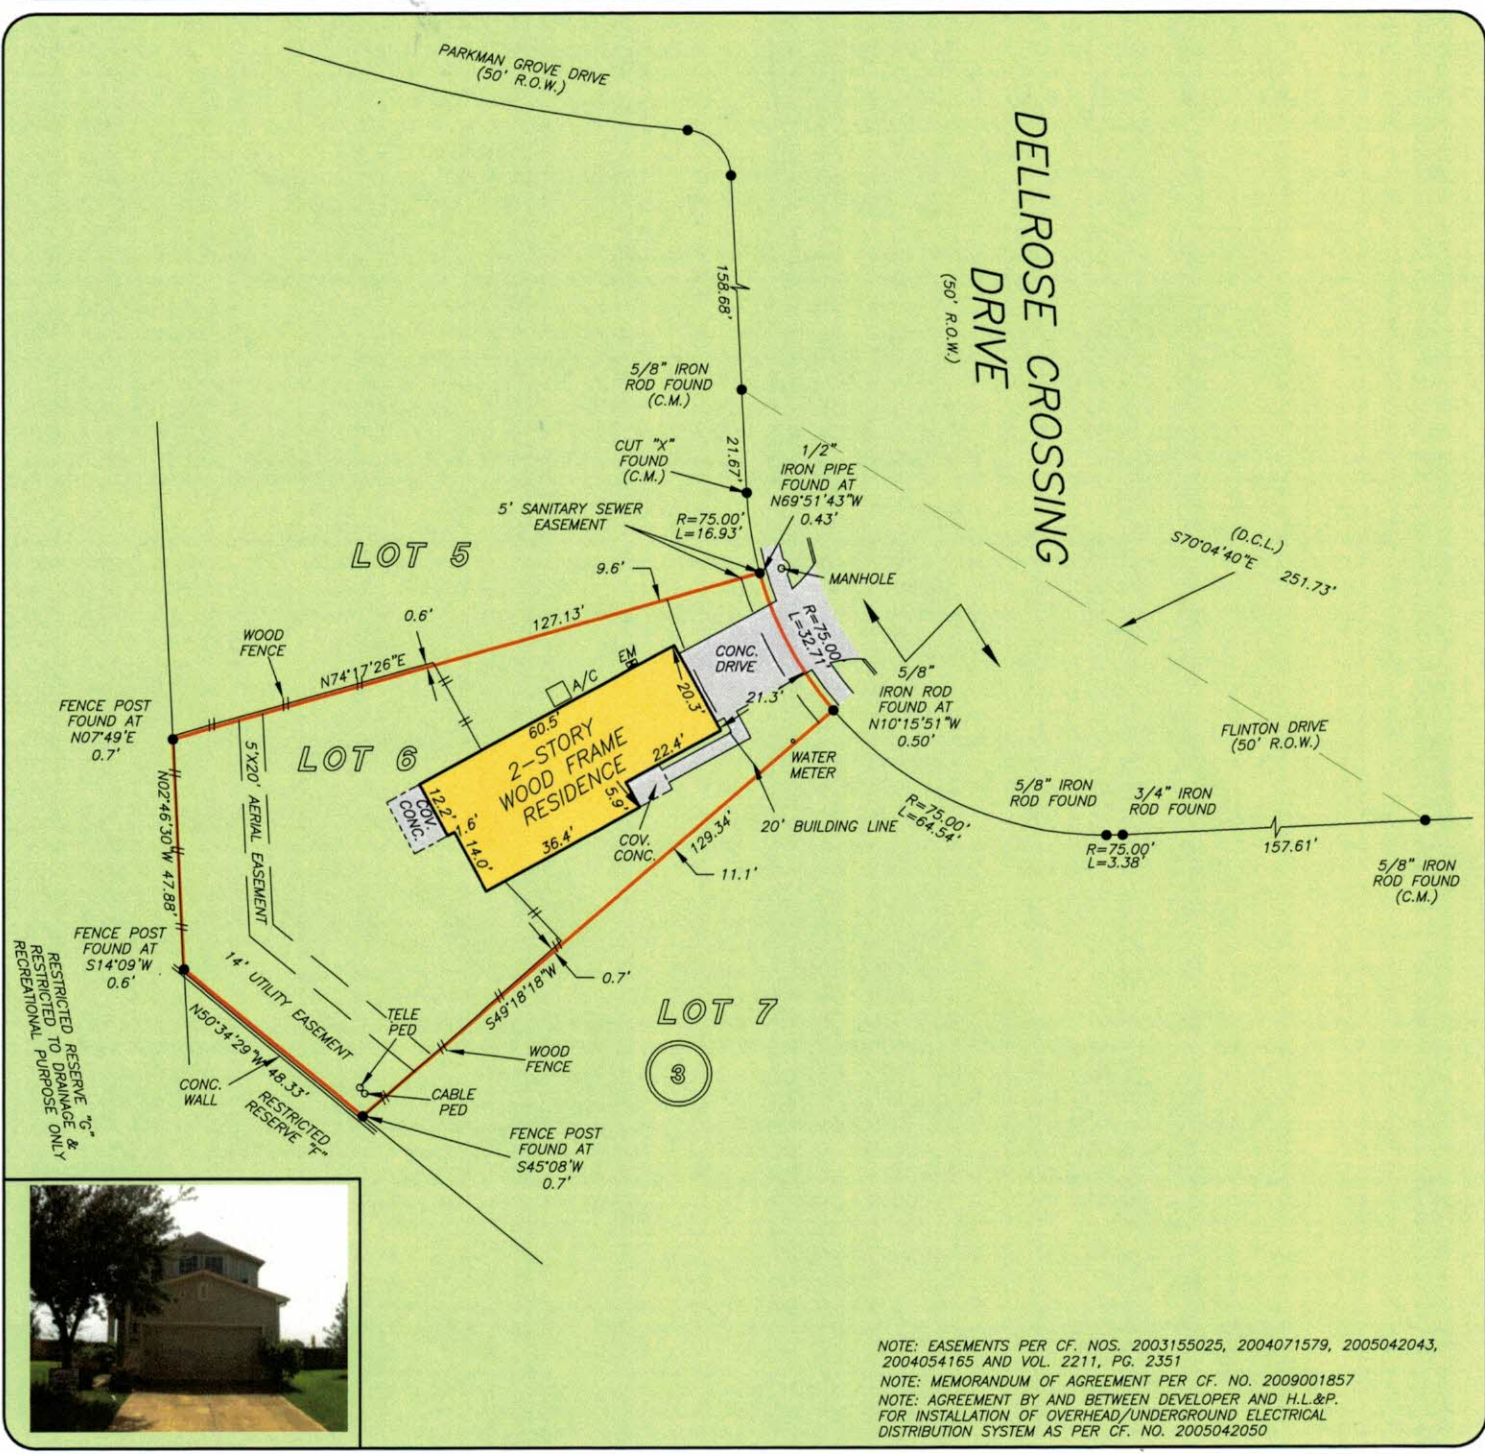 PARKMAN GROVE DRIVE
(50' R.O.W.)
DELLROSE CROSSING
DRIVE
(50' R.O.W.)
158.68'
5/8" IRON
ROD FOUND
(C.M.)
CUT "X"
FOUND
(C.M.)
21.67'
1/2"
IRON PIPE
FOUND AT
N69°51'43"W
0.43'
5' SANITARY SEWER
EASEMENT
R=75.00'
L=16.93'
(D.C.L.)
S70°04'40"E 251.73'
LOT 5
9.6'
MANHOLE
0.6'
127.13'
R=75.00'
L=32.71'
WOOD
FENCE
N74°17'26"E
EM
A/C
CONC.
DRIVE
5/8"
IRON ROD
FOUND AT
N10°15'51"W
0.50'
20.3'
21.3'
FENCE POST
FOUND AT
N07°49'E
0.7'
60.5'
2-STORY
WOOD FRAME
RESIDENCE
22.4'
FLINTON DRIVE
(50' R.O.W.)
LOT 6
5'X20' AERIAL EASEMENT
WATER
METER
12.2'
COV.
CONC.
7.6'
14.0'
5.9'
36.4'
COV.
CONC.
20' BUILDING LINE
129.34'
R=75.00'
L=64.54'
5/8" IRON
ROD FOUND
3/4" IRON
ROD FOUND
R=75.00'
L=3.38'
157.61'
5/8" IRON
ROD FOUND
(C.M.)
N02°46'30"W 47.88'
11.1'
FENCE POST
FOUND AT
S14°09'W
0.6'
14' UTILITY EASEMENT
S49°18'18"W
0.7'
RESTRICTED RESERVE "G"
RESTRICTED TO DRAINAGE &
RECREATIONAL PURPOSE ONLY
N50°34'29"W 48.33'
TELE
PED
LOT 7
3
WOOD
FENCE
CONC.
WALL
RESTRICTED
RESERVE "F"
CABLE
PED
FENCE POST
FOUND AT
S45°08'W
0.7'
NOTE: EASEMENTS PER CF. NOS. 2003155025, 2004071579, 2005042043,
2004054165 AND VOL. 2211, PG. 2351
NOTE: MEMORANDUM OF AGREEMENT PER CF. NO. 2009001857
NOTE: AGREEMENT BY AND BETWEEN DEVELOPER AND H.L.&P.
FOR INSTALLATION OF OVERHEAD/UNDERGROUND ELECTRICAL
DISTRIBUTION SYSTEM AS PER CF. NO. 2005042050